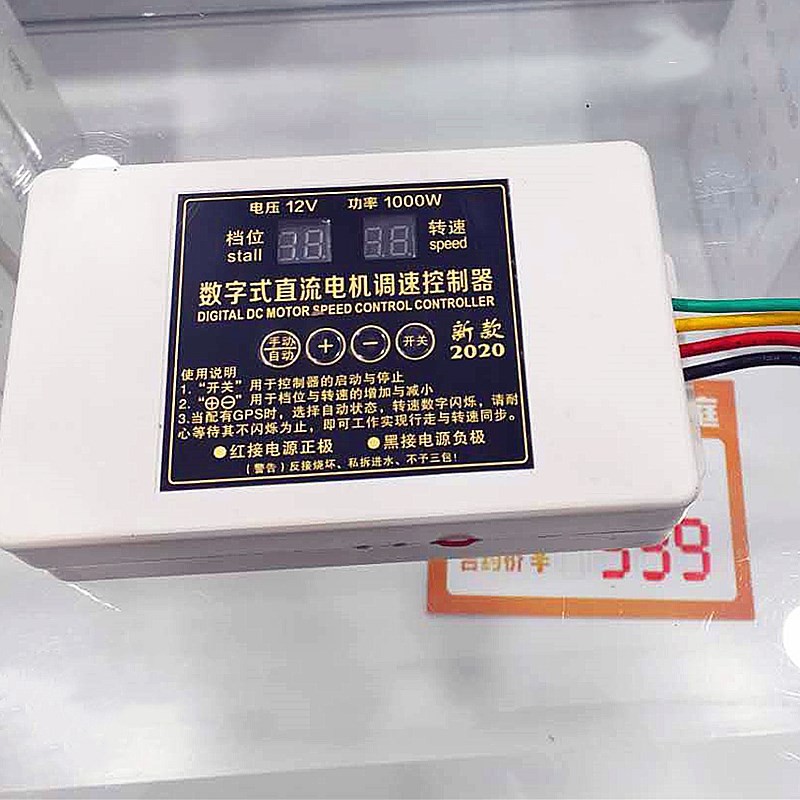 电压 12V 功率 1000W
档位 转速
stall speed
数字式直流电机调速控制器
DIGITAL DC MOTOR SPEED CONTROL CONTROLLER
手动
自动 + － 开关 新款
2020
使用说明
1. “开关”用于控制器的启动与停止
2. “⊕⊖”用于档位与转速的增加与减小
3.当配有GPS时，选择自动状态，转速数字闪烁，请耐
心等待其不闪烁为止，即可工作实现行走与转速同步。
●红接电源正极 ●黑接电源负极
(警告)反接烧坏、私拆进水、不予三包!